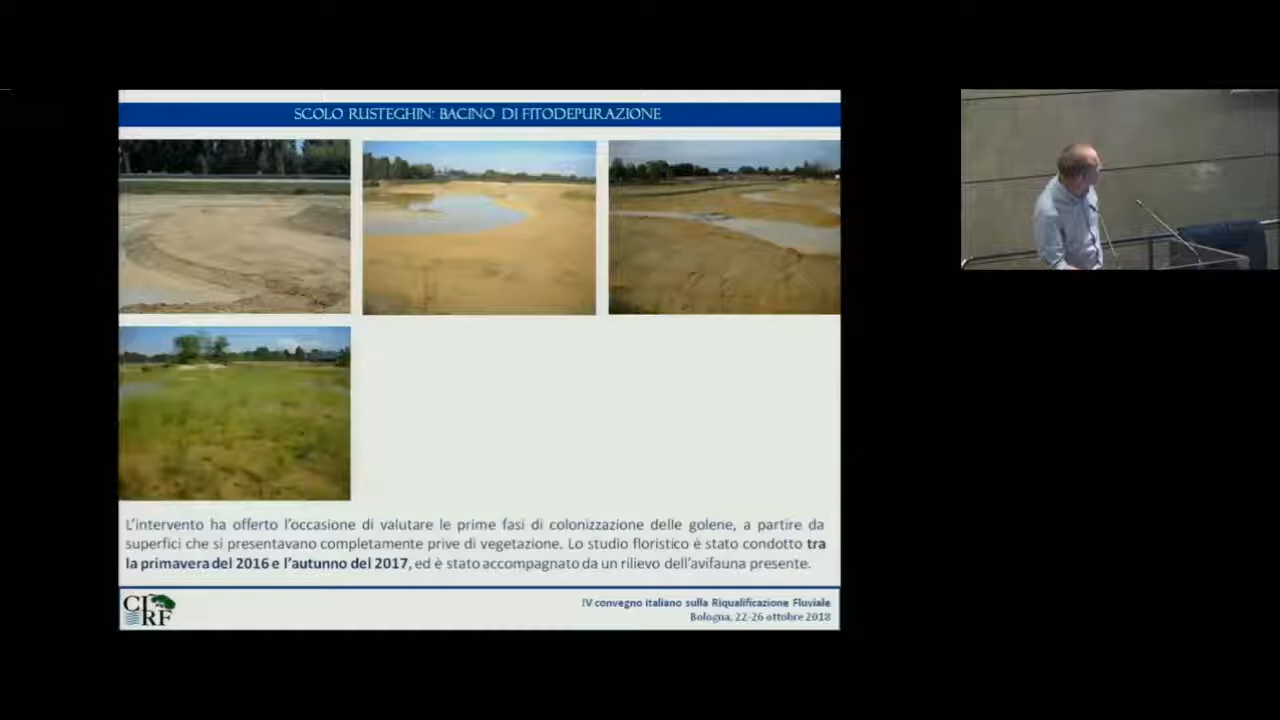 SCOLO RUSTEGHIN: BACINO DI FITODEPURAZIONE
L'intervento ha offerto l'occasione di valutare le prime fasi di colonizzazione delle golene, a partire da
superfici che si presentavano completamente prive di vegetazione. Lo studio floristico è stato condotto tra
la primavera del 2016 e l'autunno del 2017, ed è stato accompagnato da un rilievo dell'avifauna presente.
CIRF
IV convegno italiano sulla Riqualificazione Fluviale
Bologna, 22-26 ottobre 2018